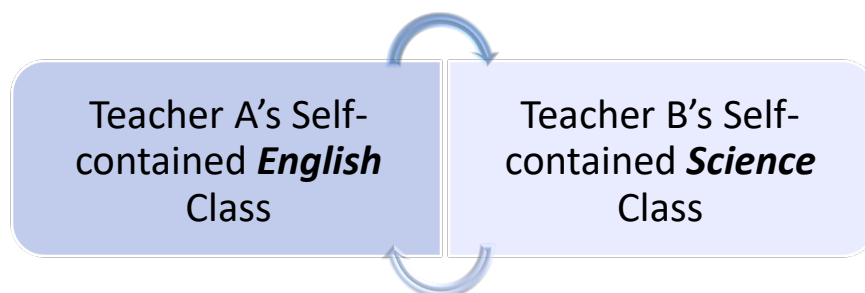 Teacher A's Self-
contained English
Class
Teacher B's Self-
contained Science
Class